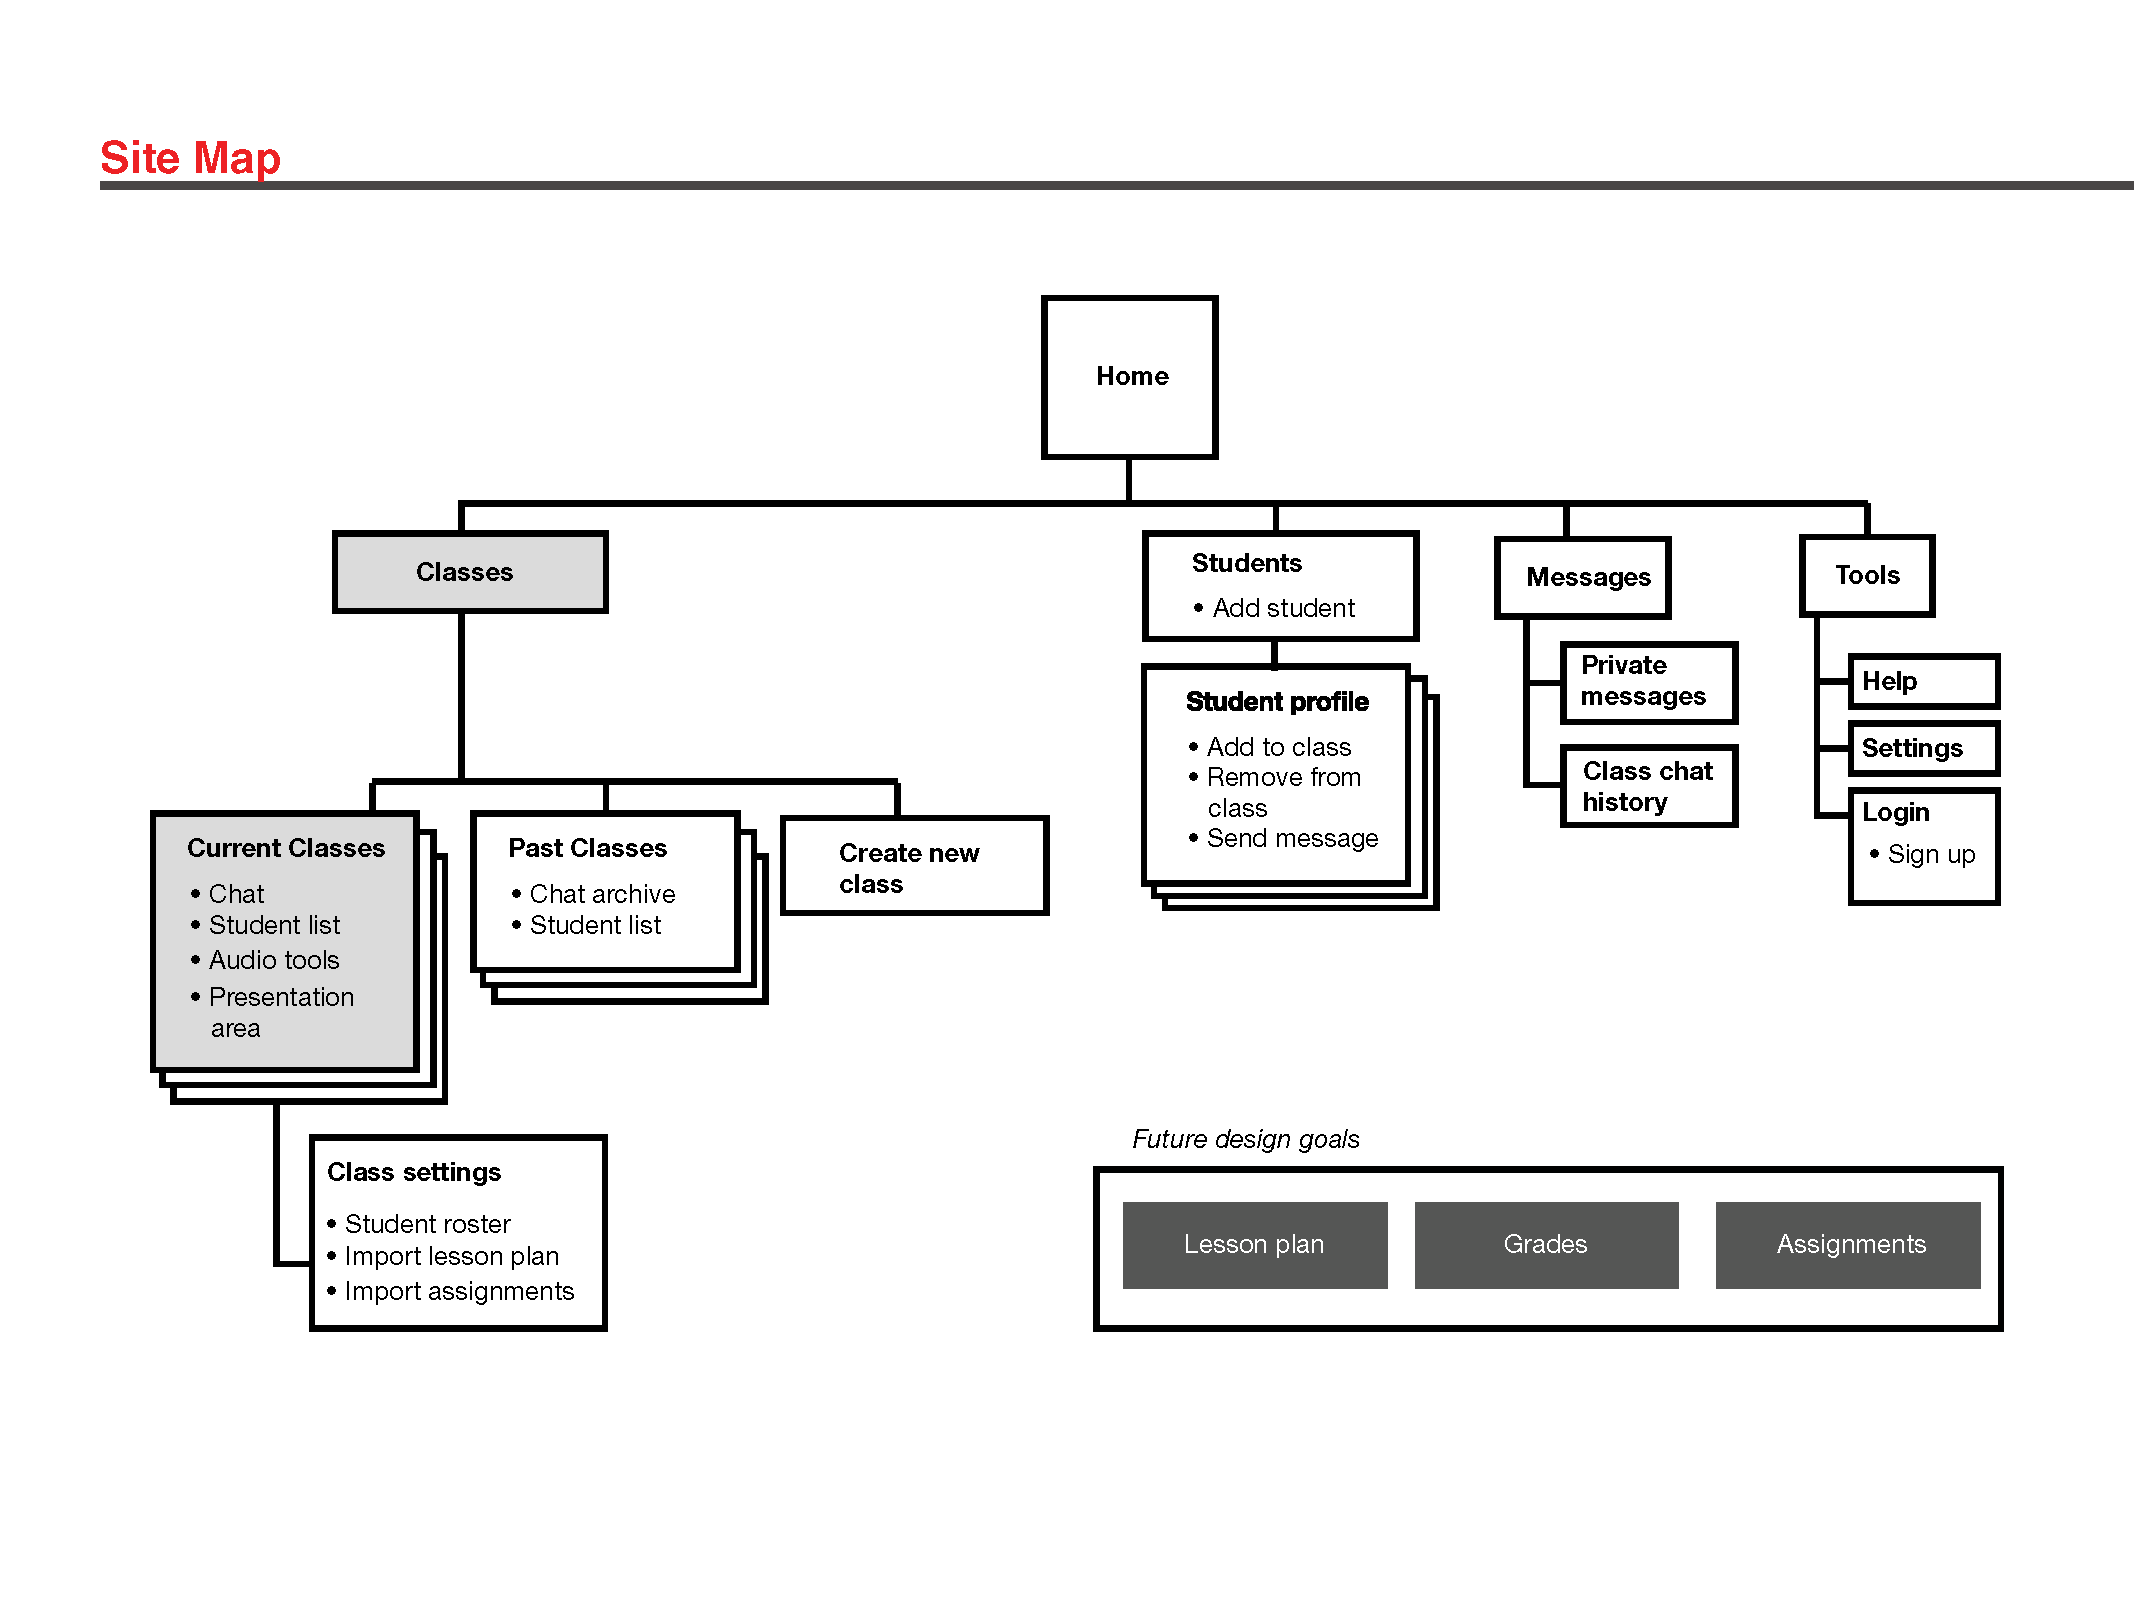 Site Map
Home
Classes
Students
• Add student
Messages
Tools
Student profile
• Add to class
• Remove from
class
• Send message
Private
messages
Class chat
history
Help
Settings
Login
• Sign up
Current Classes
• Chat
• Student list
• Audio tools
• Presentation
area
Past Classes
• Chat archive
• Student list
Create new
class
Class settings
• Student roster
• Import lesson plan
• Import assignments
Future design goals
Lesson plan
Grades
Assignments